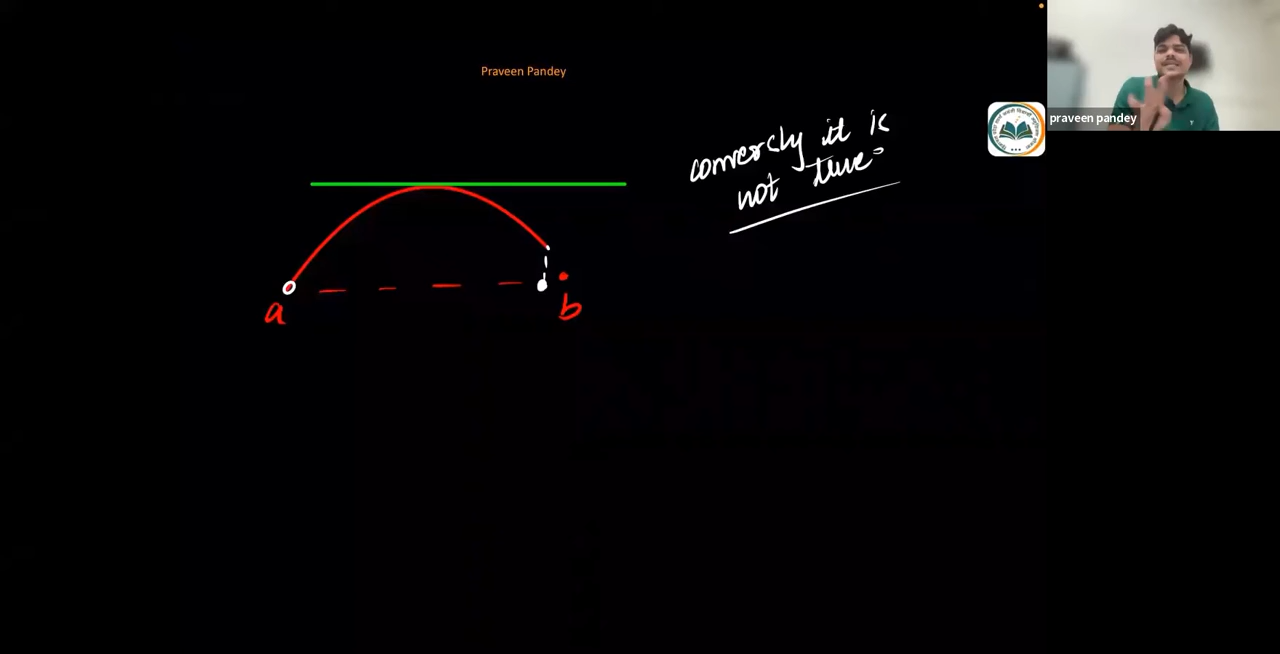 Praveen Pandey
praveen pandey
conversely it is
not true
a
b